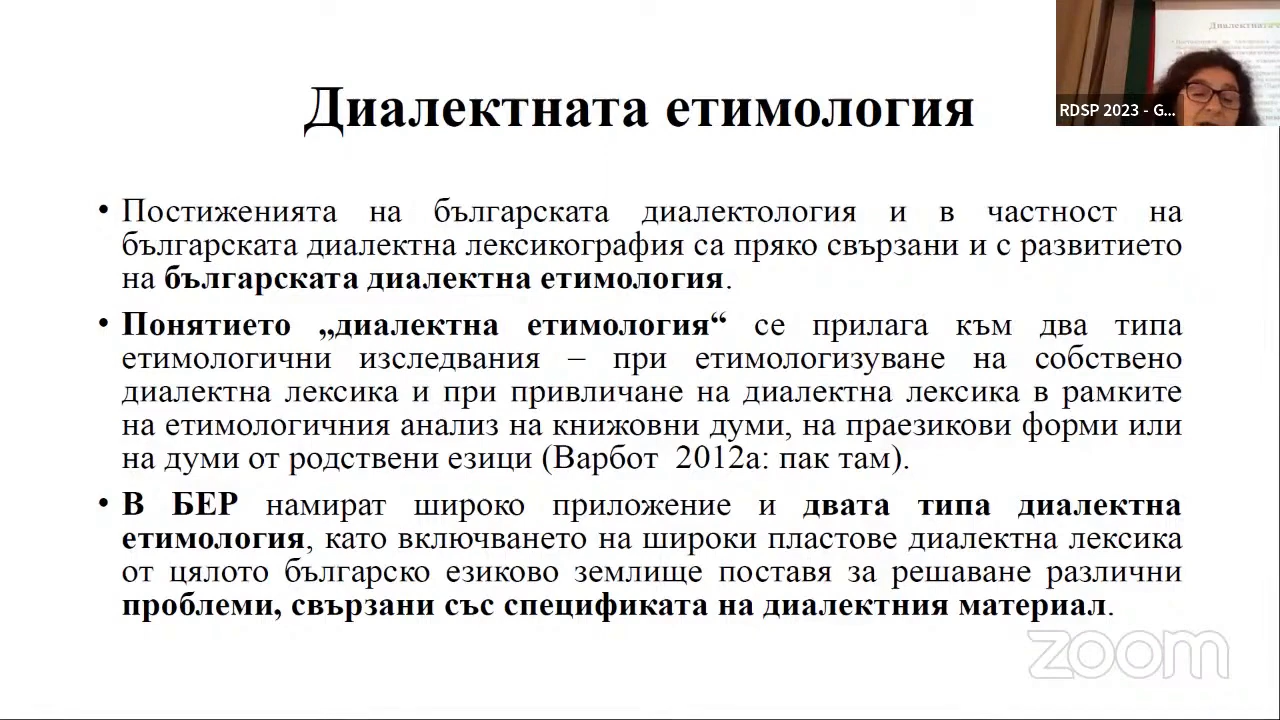 Диалектната етимология
RDSP 2023 - G...
• Постиженията на българската диалектология и в частност на
българската диалектна лексикография са пряко свързани и с развитието
на българската диалектна етимология.
• Понятието „диалектна етимология“ се прилага към два типа
етимологични изследвания – при етимологизуване на собствено
диалектна лексика и при привличане на диалектна лексика в рамките
на етимологичния анализ на книжовни думи, на праезикови форми или
на думи от родствени езици (Варбот 2012а: пак там).
• В БЕР намират широко приложение и двата типа диалектна
етимология, като включването на широки пластове диалектна лексика
от цялото българско езиково землище поставя за решаване различни
проблеми, свързани със спецификата на диалектния материал.
zoom